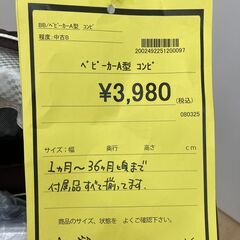 BB/ベビーカーA型 コンビ
程度:中古B
2002492251200097
ベビーカーA型 コンビ
¥3,980
(税込)
080325
サイズ:幅 奥行 高さ cm
1ヵ月〜36ヵ月頃まで
付属品すべて揃ってます.
商品のサイズ、状態を よくご確認下さい。